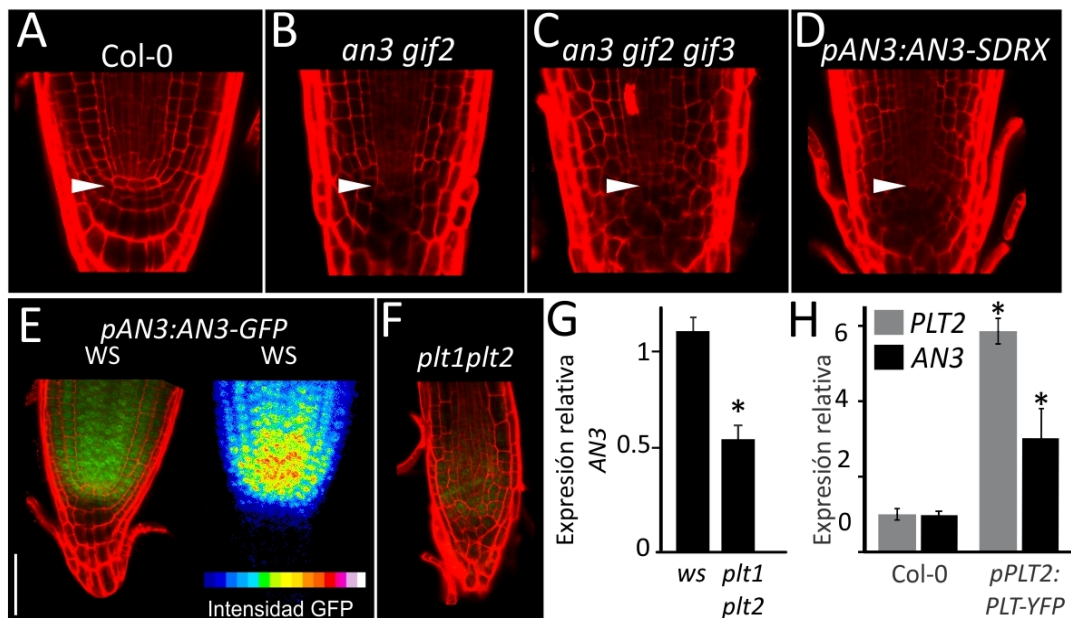 A
Col-0
B
an3 gif2
C
an3 gif2 gif3
D
pAN3:AN3-SDRX
E
pAN3:AN3-GFP
WS
WS
Intensidad GFP
F
plt1plt2
G
Expresión relativa
AN3
1
0.5
0
ws
plt1
plt2
H
PLT2
AN3
Expresión relativa
6
4
2
0
Col-0
pPLT2:
PLT-YFP
*
*
*